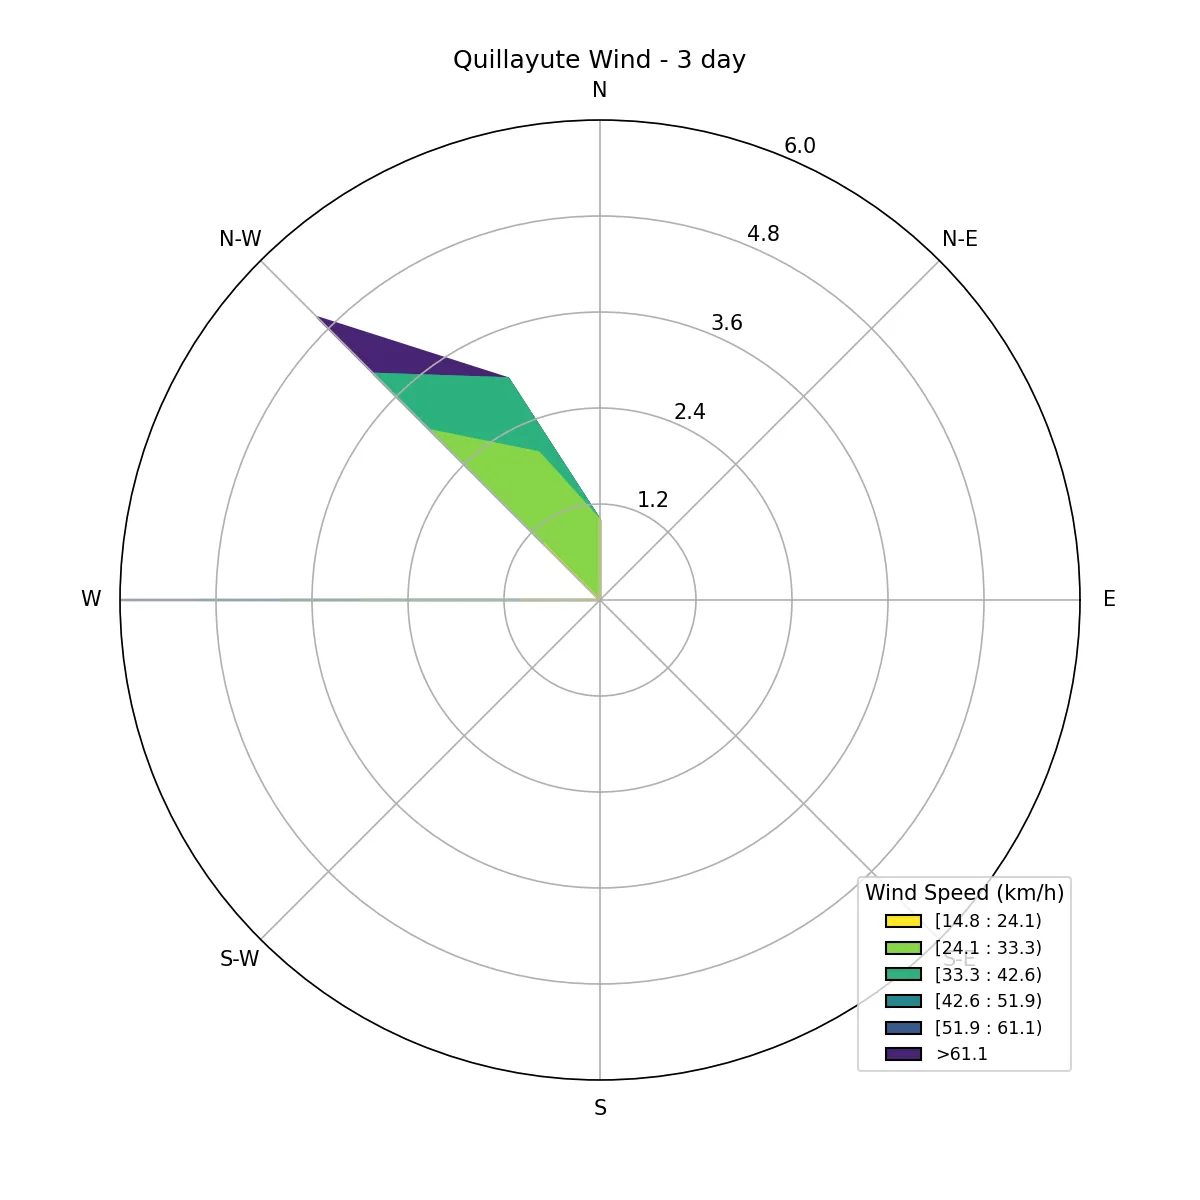 Quillayute Wind - 3 day
N
6.0
N-W
4.8
N-E
3.6
2.4
1.2
W
E
Wind Speed (km/h)
[14.8 : 24.1)
[24.1 : 33.3)
S-W
S-E
[33.3 : 42.6)
[42.6 : 51.9)
[51.9 : 61.1)
>61.1
S